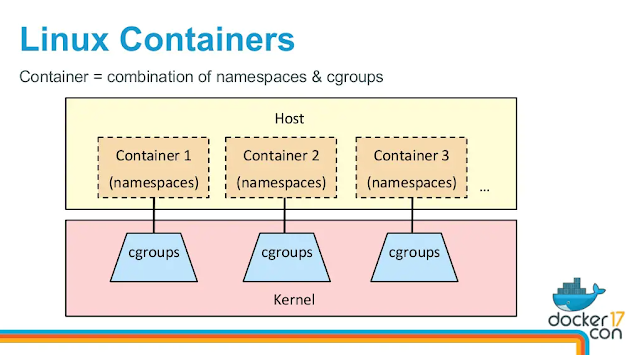 Linux Containers
Container = combination of namespaces & cgroups
Host
Container 1
(namespaces)
Container 2
(namespaces)
Container 3
(namespaces)
...
cgroups
cgroups
cgroups
Kernel
docker 17
con